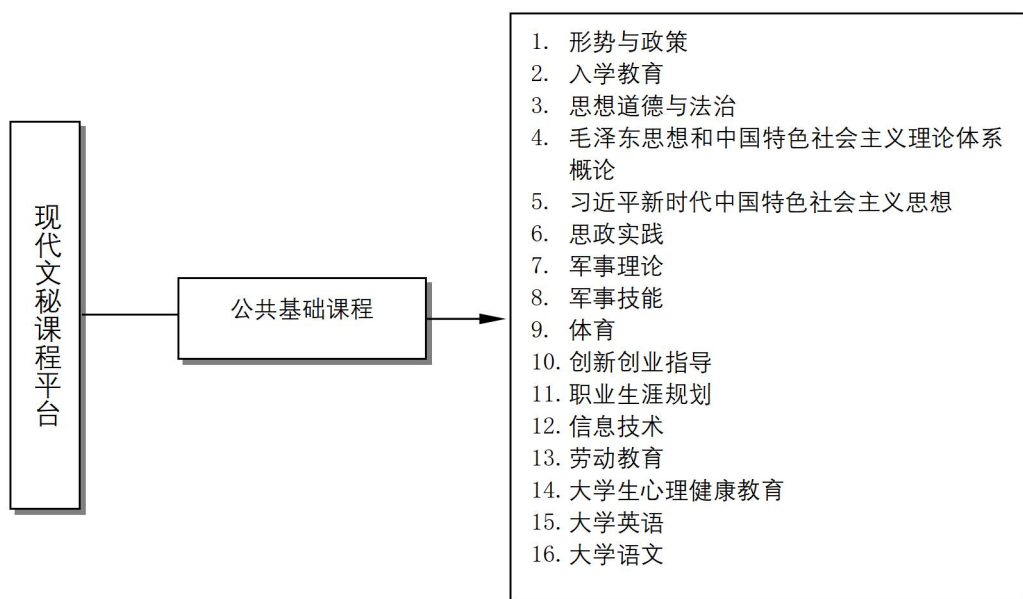 现代文秘课程平台
公共基础课程
1. 形势与政策
2. 入学教育
3. 思想道德与法治
4. 毛泽东思想和中国特色社会主义理论体系
概论
5. 习近平新时代中国特色社会主义思想
6. 思政实践
7. 军事理论
8. 军事技能
9. 体育
10. 创新创业指导
11. 职业生涯规划
12. 信息技术
13. 劳动教育
14. 大学生心理健康教育
15. 大学英语
16. 大学语文